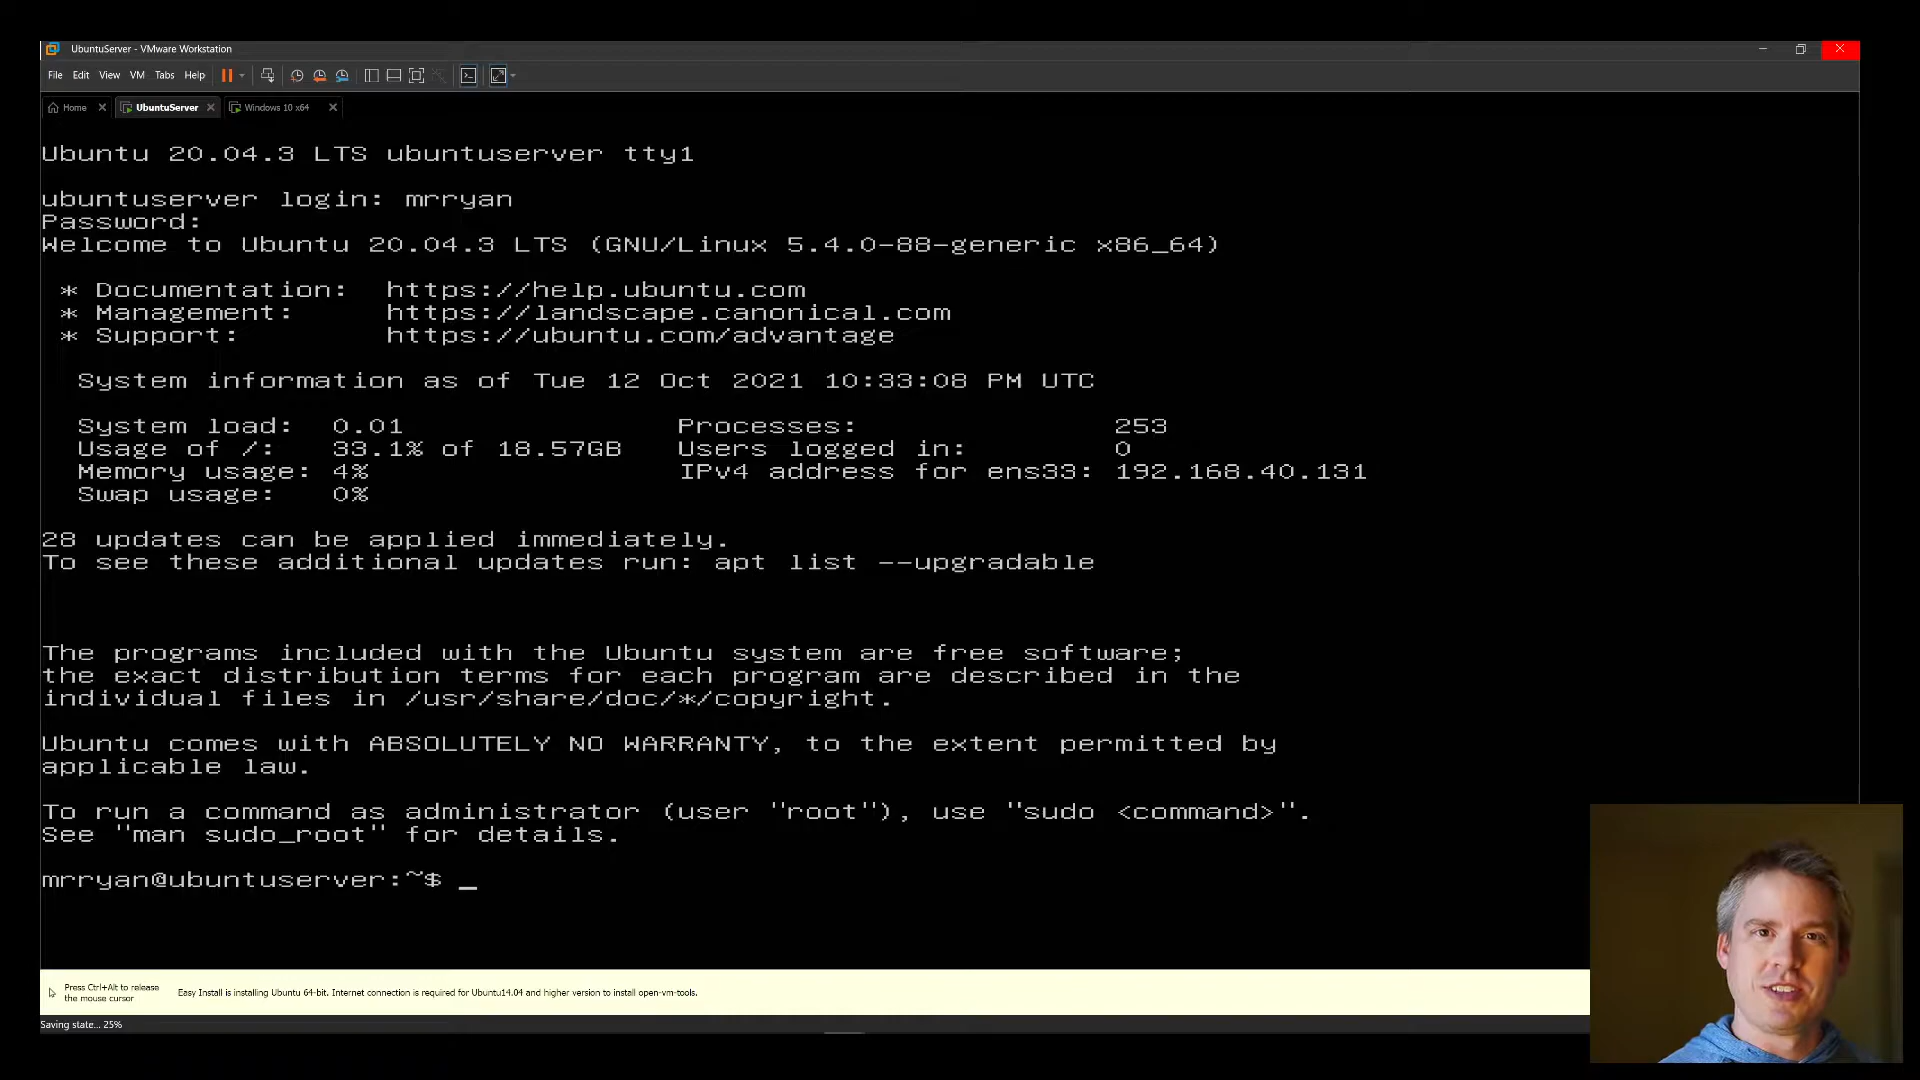 UbuntuServer - VMware Workstation
File Edit View VM Tabs Help
Home UbuntuServer Windows 10 x64
Ubuntu 20.04.3 LTS ubuntuserver tty1
ubuntuserver login: mrryan
Password:
Welcome to Ubuntu 20.04.3 LTS (GNU/Linux 5.4.0-88-generic x86_64)
* Documentation: https://help.ubuntu.com
* Management: https://landscape.canonical.com
* Support: https://ubuntu.com/advantage
System information as of Tue 12 Oct 2021 10:33:08 PM UTC
System load: 0.01 Processes: 253
Usage of /: 33.1% of 18.57GB Users logged in: 0
Memory usage: 4% IPv4 address for ens33: 192.168.40.131
Swap usage: 0%
28 updates can be applied immediately.
To see these additional updates run: apt list --upgradable
The programs included with the Ubuntu system are free software;
the exact distribution terms for each program are described in the
individual files in /usr/share/doc/*/copyright.
Ubuntu comes with ABSOLUTELY NO WARRANTY, to the extent permitted by
applicable law.
To run a command as administrator (user "root"), use "sudo <command>".
See "man sudo_root" for details.
mrryan@ubuntuserver:~$ _
Press Ctrl+Alt to release
the mouse cursor
Easy Install is installing Ubuntu 64-bit. Internet connection is required for Ubuntu14.04 and higher version to install open-vm-tools.
Saving state... 25%